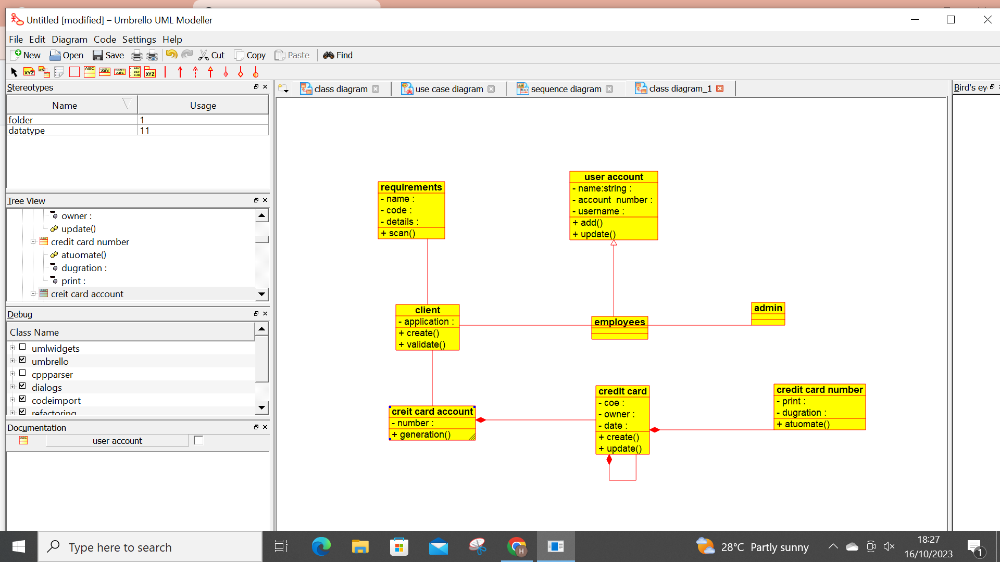 Untitled [modified] – Umbrello UML Modeller
File Edit Diagram Code Settings Help
New Open Save Cut Copy Paste Find
Stereotypes
Name Usage
folder 1
datatype 11
Tree View
owner :
update()
credit card number
atuomate()
dugration :
print :
creit card account
Debug
Class Name
umlwidgets
umbrello
cppparser
dialogs
codeimport
refactoring
Documentation
user account
class diagram
use case diagram
sequence diagram
class diagram_1
Bird's ey
requirements
- name :
- code :
- details :
+ scan()
user account
- name:string :
- account number :
- username :
+ add()
+ update()
client
- application :
+ create()
+ validate()
employees
admin
creit card account
- number :
+ generation()
credit card
- coe :
- owner :
- date :
+ create()
+ update()
credit card number
- print :
- dugration :
+ atuomate()
Type here to search
28°C Partly sunny
18:27
16/10/2023
1